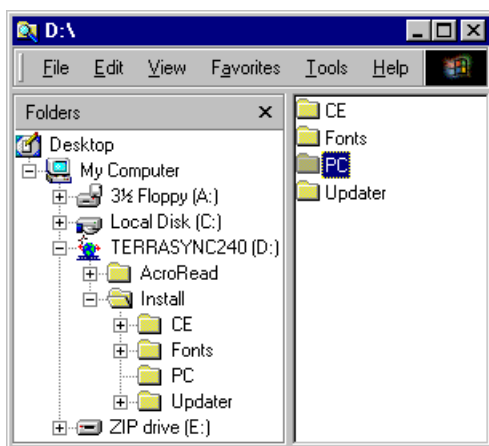 D:\
File Edit View Favorites Tools Help
Folders
Desktop
My Computer
3½ Floppy (A:)
Local Disk (C:)
TERRASYNC240 (D:)
AcroRead
Install
CE
Fonts
PC
Updater
ZIP drive (E:)
CE
Fonts
PC
Updater